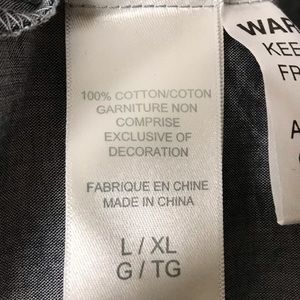 100% COTTON/COTON
GARNITURE NON
COMPRISE
EXCLUSIVE OF
DECORATION
FABRIQUE EN CHINE
MADE IN CHINA
L / XL
G / TG
WAR
KEE
FR
A